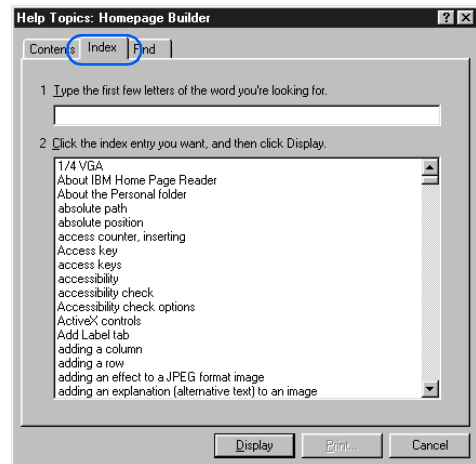 Help Topics: Homepage Builder
Contents Index Find
1 Type the first few letters of the word you're looking for.
2 Click the index entry you want, and then click Display.
1/4 VGA
About IBM Home Page Reader
About the Personal folder
absolute path
absolute position
access counter, inserting
Access key
access keys
accessibility
accessibility check
Accessibility check options
ActiveX controls
Add Label tab
adding a column
adding a row
adding an effect to a JPEG format image
adding an explanation (alternative text) to an image
Display Print... Cancel